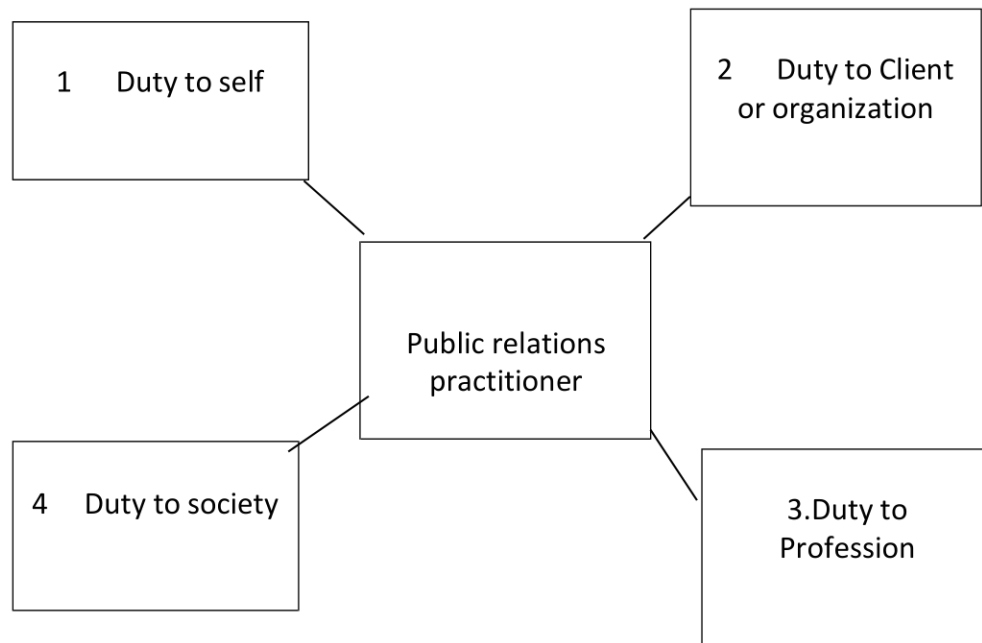 1 Duty to self
2 Duty to Client
or organization
Public relations
practitioner
4 Duty to society
3.Duty to
Profession